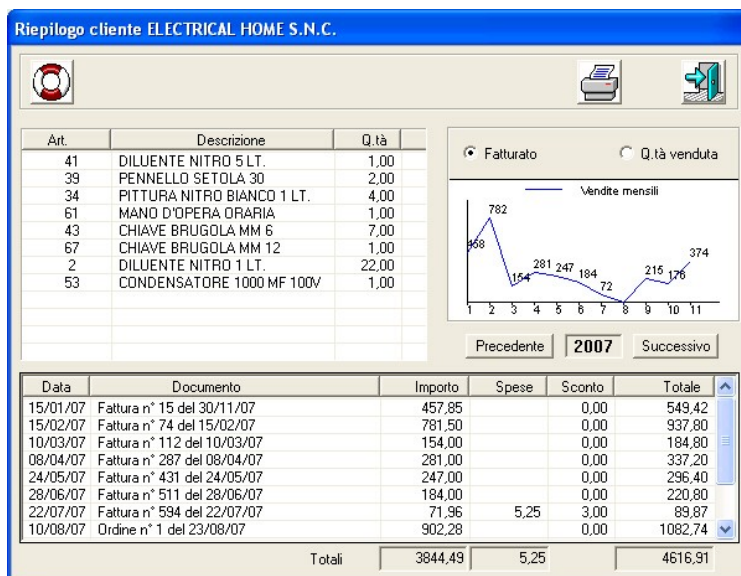 Riepilogo cliente ELECTRICAL HOME S.N.C.
Art. Descrizione Q.tà
41 DILUENTE NITRO 5 LT. 1,00
39 PENNELLO SETOLA 30 2,00
34 PITTURA NITRO BIANCO 1 LT. 4,00
61 MANO D'OPERA ORARIA 1,00
43 CHIAVE BRUGOLA MM 6 7,00
67 CHIAVE BRUGOLA MM 12 1,00
2 DILUENTE NITRO 1 LT. 22,00
53 CONDENSATORE 1000 MF 100V 1,00
Fatturato Q.tà venduta
Vendite mensili
458 782 154 281 247 184 72 215 176 374
1 2 3 4 5 6 7 8 9 10 11
Precedente 2007 Successivo
Data Documento Importo Spese Sconto Totale
15/01/07 Fattura n° 15 del 30/11/07 457,85 0,00 549,42
15/02/07 Fattura n° 74 del 15/02/07 781,50 0,00 937,80
10/03/07 Fattura n° 112 del 10/03/07 154,00 0,00 184,80
08/04/07 Fattura n° 287 del 08/04/07 281,00 0,00 337,20
24/05/07 Fattura n° 431 del 24/05/07 247,00 0,00 296,40
28/06/07 Fattura n° 511 del 28/06/07 184,00 0,00 220,80
22/07/07 Fattura n° 594 del 22/07/07 71,96 5,25 3,00 89,87
10/08/07 Ordine n° 1 del 23/08/07 902,28 0,00 1082,74
Totali 3844,49 5,25 4616,91